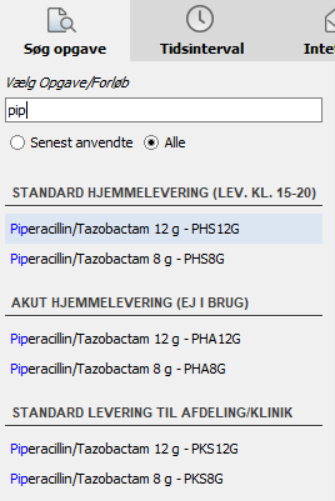 Søg opgave
Tidsinterval
Inte
Vælg Opgave/Forløb
pip
Senest anvendte
Alle
STANDARD HJEMMELEVERING (LEV. KL. 15-20)
Piperacillin/Tazobactam 12 g - PHS12G
Piperacillin/Tazobactam 8 g - PHS8G
AKUT HJEMMELEVERING (EJ I BRUG)
Piperacillin/Tazobactam 12 g - PHA12G
Piperacillin/Tazobactam 8 g - PHA8G
STANDARD LEVERING TIL AFDELING/KLINIK
Piperacillin/Tazobactam 12 g - PKS12G
Piperacillin/Tazobactam 8 g - PKS8G